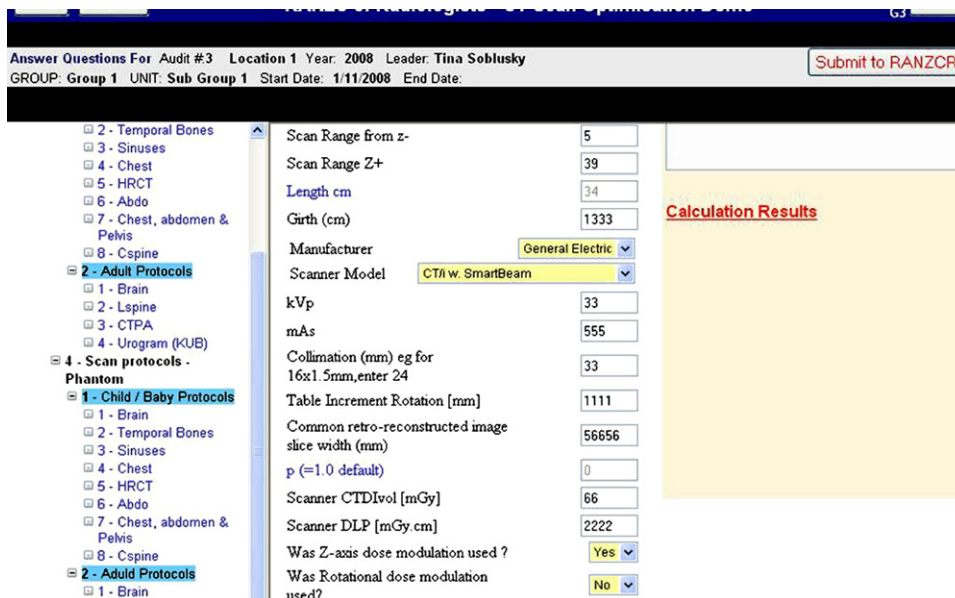 G3
Answer Questions For Audit #:3 Location 1 Year: 2008 Leader: Tina Soblusky
Submit to RANZCR
GROUP: Group 1 UNIT: Sub Group 1 Start Date: 1/11/2008 End Date:
2 - Temporal Bones
3 - Sinuses
4 - Chest
5 - HRCT
6 - Abdo
7 - Chest, abdomen &
Pelvis
8 - Cspine
2 - Adult Protocols
1 - Brain
2 - Lspine
3 - CTPA
4 - Urogram (KUB)
4 - Scan protocols -
Phantom
1 - Child / Baby Protocols
1 - Brain
2 - Temporal Bones
3 - Sinuses
4 - Chest
5 - HRCT
6 - Abdo
7 - Chest, abdomen &
Pelvis
8 - Cspine
2 - Aduld Protocols
1 - Brain
Scan Range from z- 5
Scan Range Z+ 39
Length cm 34
Girth (cm) 1333
Manufacturer General Electric
Scanner Model CT/i w. SmartBeam
kVp 33
mAs 555
Collimation (mm) eg for
16x1.5mm,enter 24 33
Table Increment Rotation [mm] 1111
Common retro-reconstructed image
slice width (mm) 56656
p (=1.0 default) 0
Scanner CTDIvol [mGy] 66
Scanner DLP [mGy.cm] 2222
Was Z-axis dose modulation used ? Yes
Was Rotational dose modulation
used? No
Calculation Results